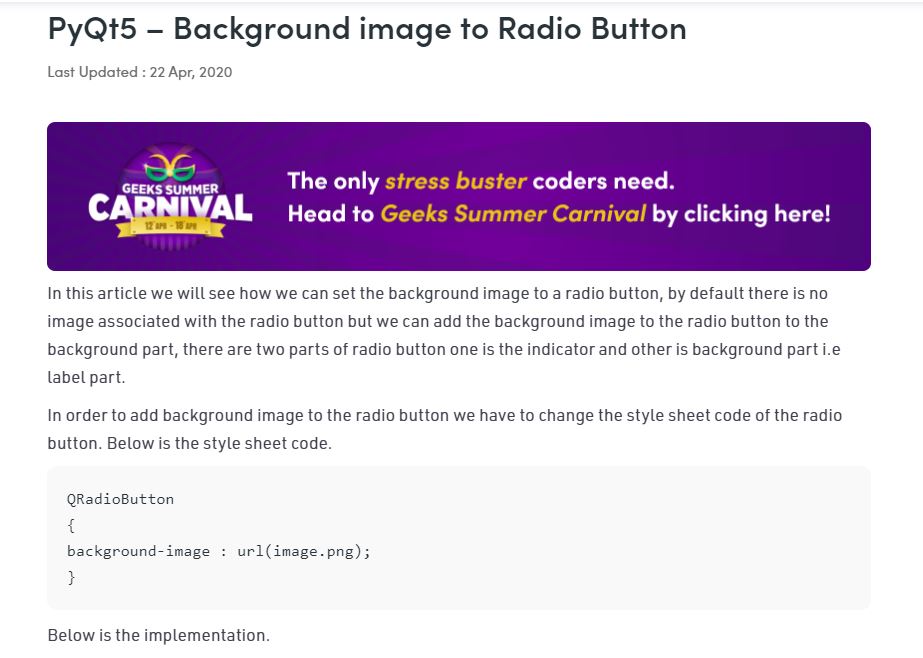 PyQt5 – Background image to Radio Button
Last Updated : 22 Apr, 2020
GEEKS SUMMER
CARNIVAL
12 APR - 18 APR
The only stress buster coders need.
Head to Geeks Summer Carnival by clicking here!
In this article we will see how we can set the background image to a radio button, by default there is no
image associated with the radio button but we can add the background image to the radio button to the
background part, there are two parts of radio button one is the indicator and other is background part i.e
label part.
In order to add background image to the radio button we have to change the style sheet code of the radio
button. Below is the style sheet code.
QRadioButton
{
background-image : url(image.png);
}
Below is the implementation.